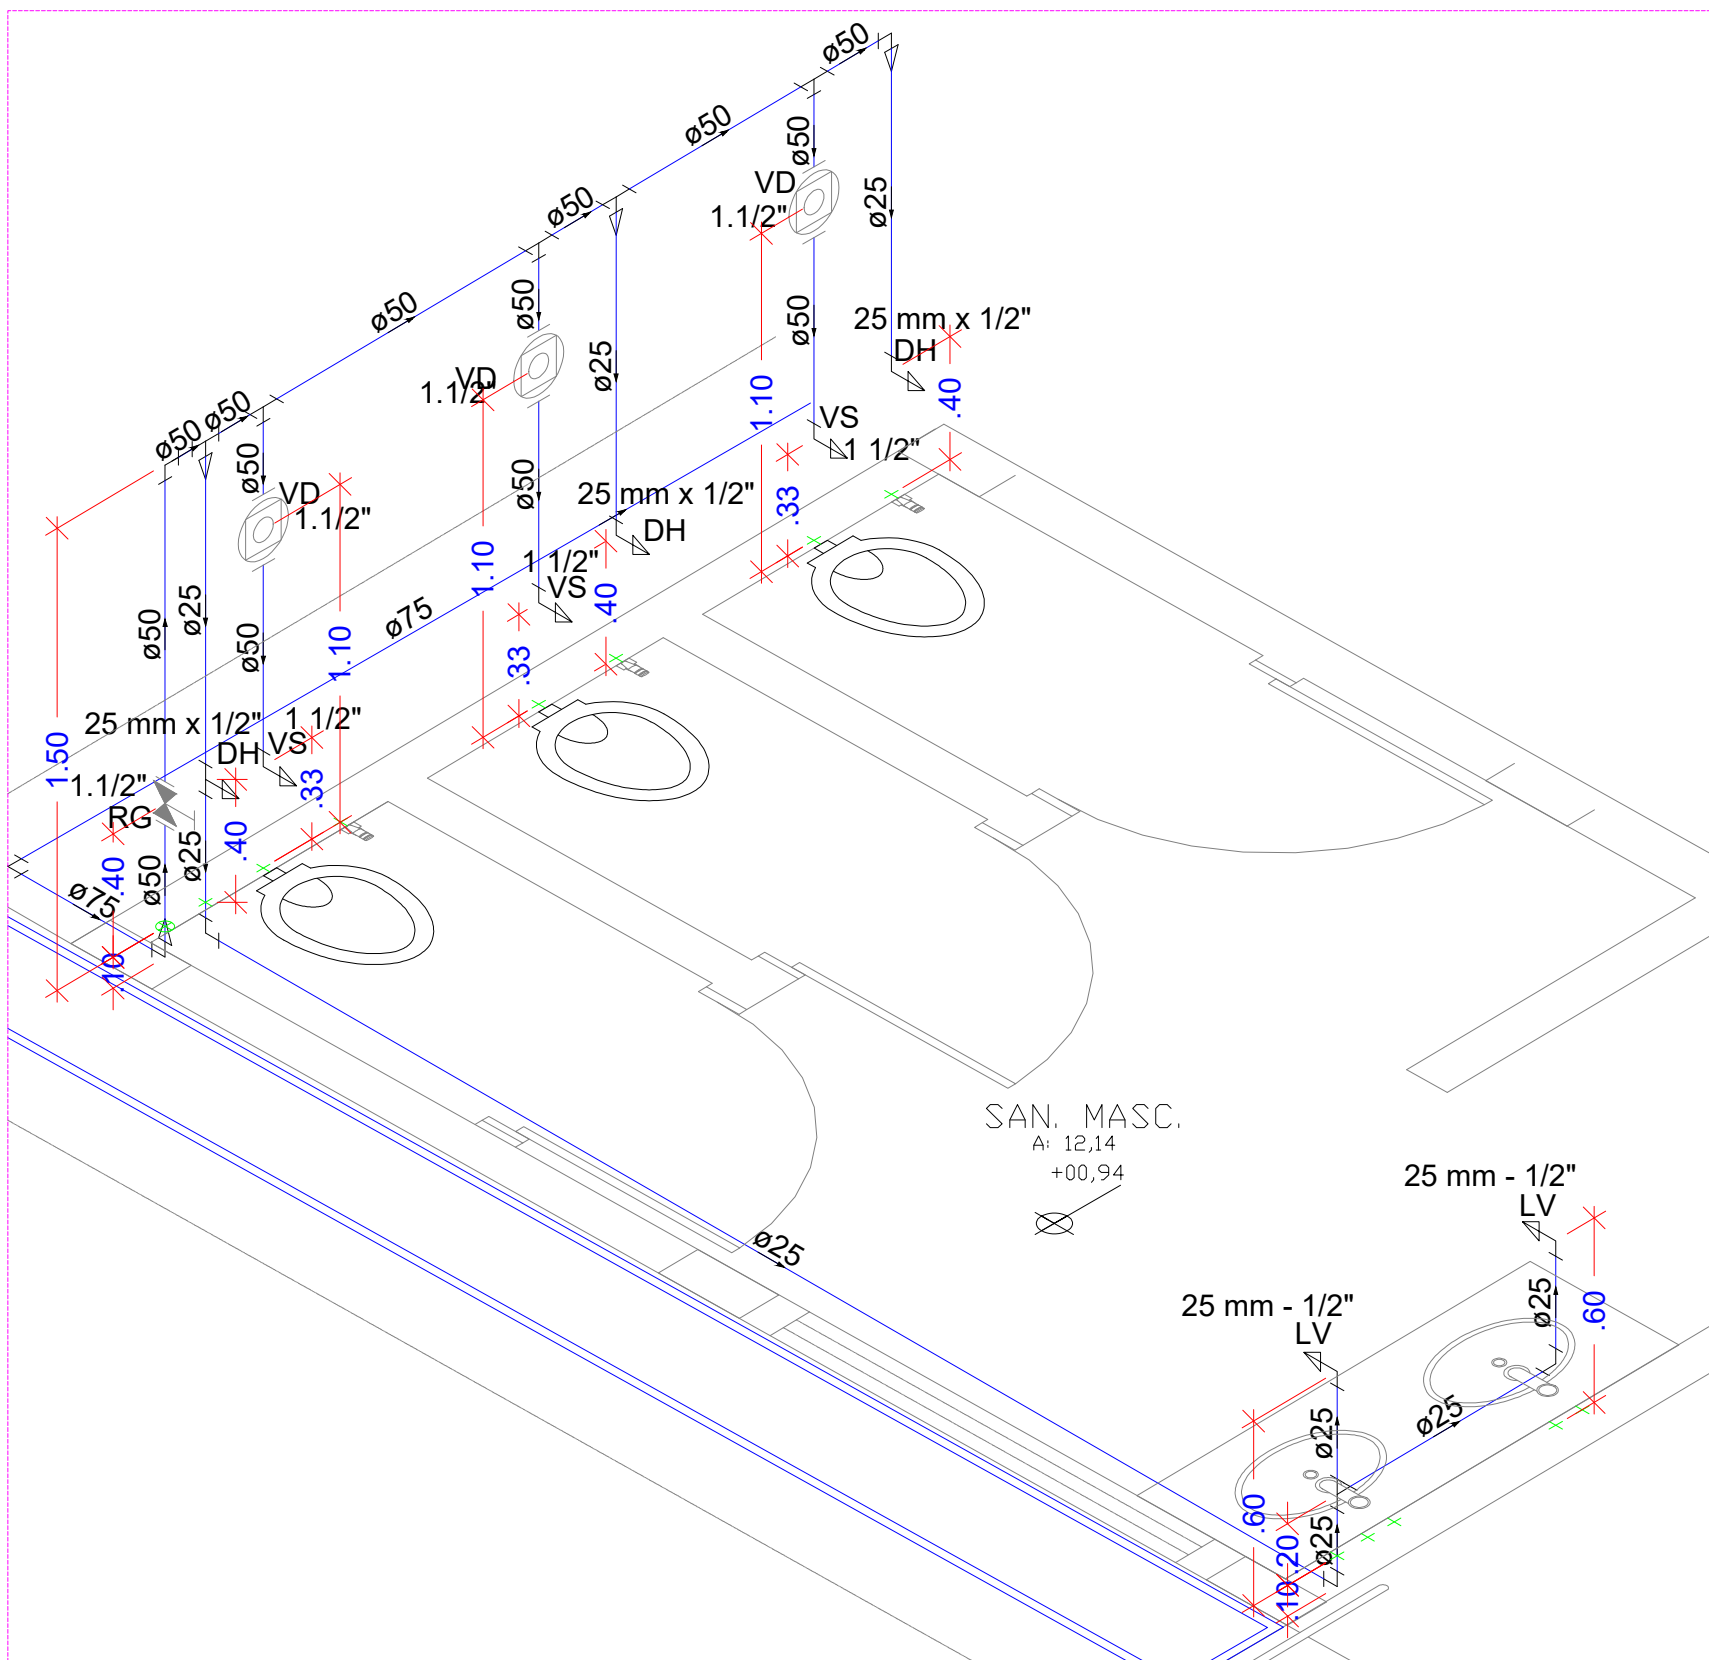 ø50
ø50
ø50
VD
1.1/2"
ø25
ø50
ø50
ø50
ø50
25 mm x 1/2"
DH
.40
VD
1.1/2"
ø25
1.10
VS
1 1/2"
ø50
ø50
ø50
VD
1.1/2"
ø50
25 mm x 1/2"
DH
.33
1.10
1 1/2"
VS
.40
ø75
ø50
ø25
ø50
1.10
.33
25 mm x 1/2"
DH
1 1/2"
VS
1.50
1.1/2"
RG
.33
.40
ø75
.40
ø50
ø25
.10
SAN. MASC.
A: 12,14
+00,94
25 mm - 1/2"
LV
ø25
25 mm - 1/2"
LV
ø25
.60
ø25
ø25
.60
.20
ø25
.10